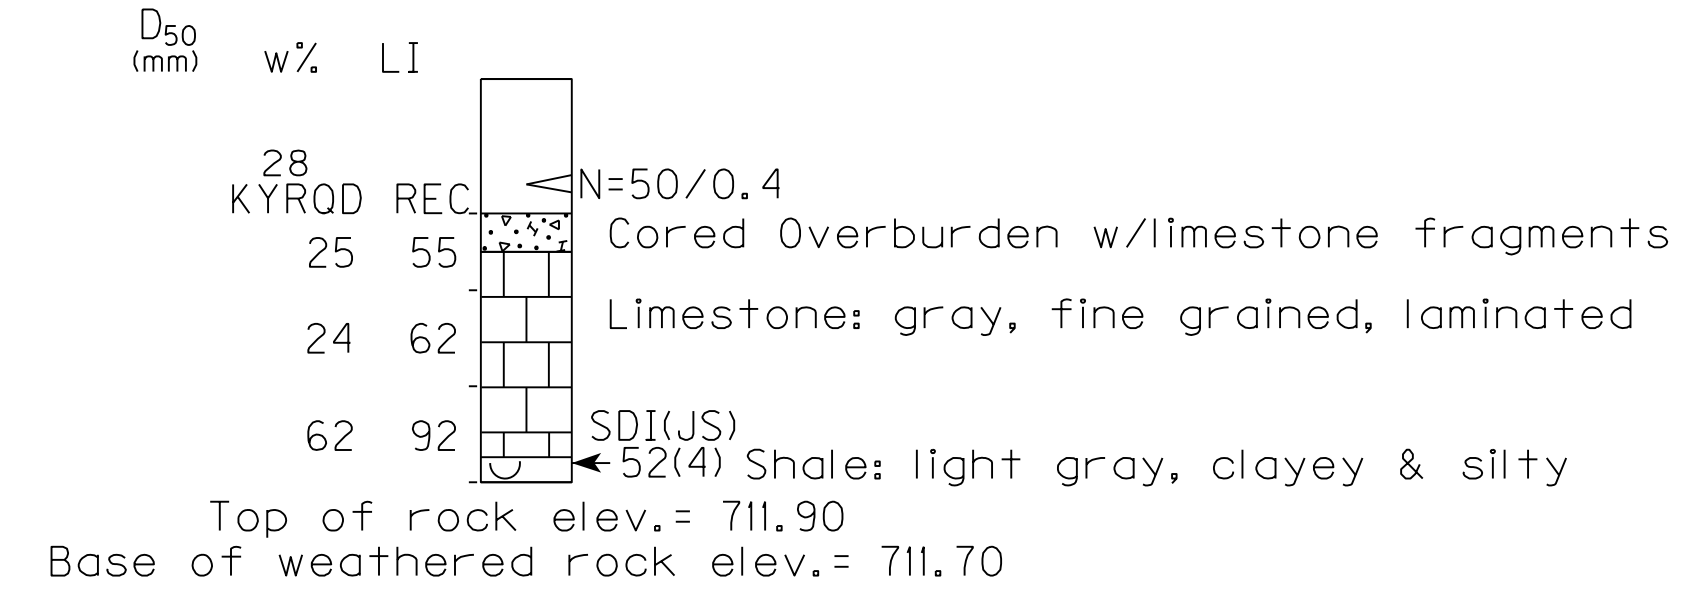 D50
(mm) w% LI
28
N=50/0.4
KYRQD REC
Cored Overburden w/limestone fragments
25 55
Limestone: gray, fine grained, laminated
24 62
SDI(JS)
62 92
52(4) Shale: light gray, clayey & silty
Top of rock elev.= 711.90
Base of weathered rock elev.= 711.70